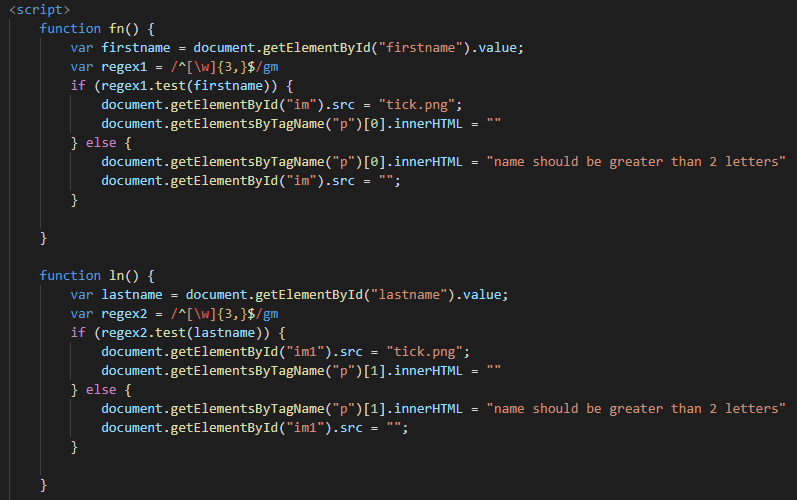 <script>
function fn() {
var firstname = document.getElementById("firstname").value;
var regex1 = /^[\w]{3,}$/gm
if (regex1.test(firstname)) {
document.getElementById("im").src = "tick.png";
document.getElementsByTagName("p")[0].innerHTML = ""
} else {
document.getElementsByTagName("p")[0].innerHTML = "name should be greater than 2 letters"
document.getElementById("im").src = "";
}
}
function ln() {
var lastname = document.getElementById("lastname").value;
var regex2 = /^[\w]{3,}$/gm
if (regex2.test(lastname)) {
document.getElementById("im1").src = "tick.png";
document.getElementsByTagName("p")[1].innerHTML = ""
} else {
document.getElementsByTagName("p")[1].innerHTML = "name should be greater than 2 letters"
document.getElementById("im1").src = "";
}
}